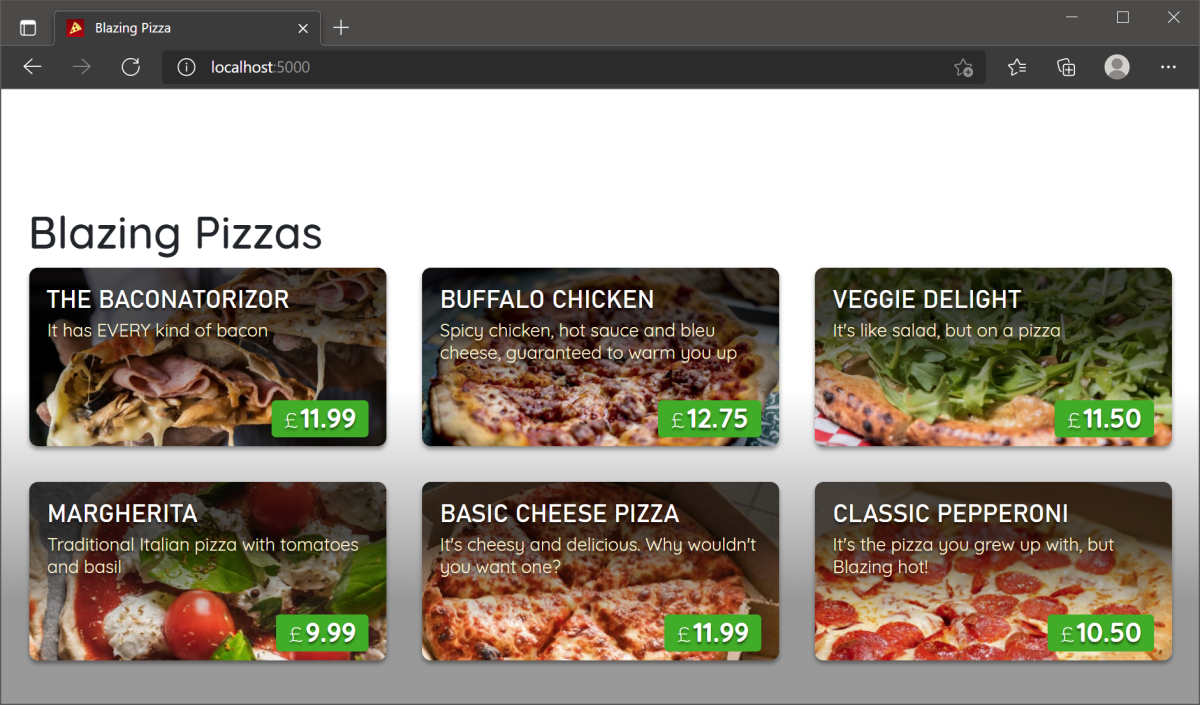 Blazing Pizza
localhost:5000
Blazing Pizzas
THE BACONATORIZOR
It has EVERY kind of bacon
£11.99
BUFFALO CHICKEN
Spicy chicken, hot sauce and bleu
cheese, guaranteed to warm you up
£12.75
VEGGIE DELIGHT
It's like salad, but on a pizza
£11.50
MARGHERITA
Traditional Italian pizza with tomatoes
and basil
£9.99
BASIC CHEESE PIZZA
It's cheesy and delicious. Why wouldn't
you want one?
£11.99
CLASSIC PEPPERONI
It's the pizza you grew up with, but
Blazing hot!
£10.50